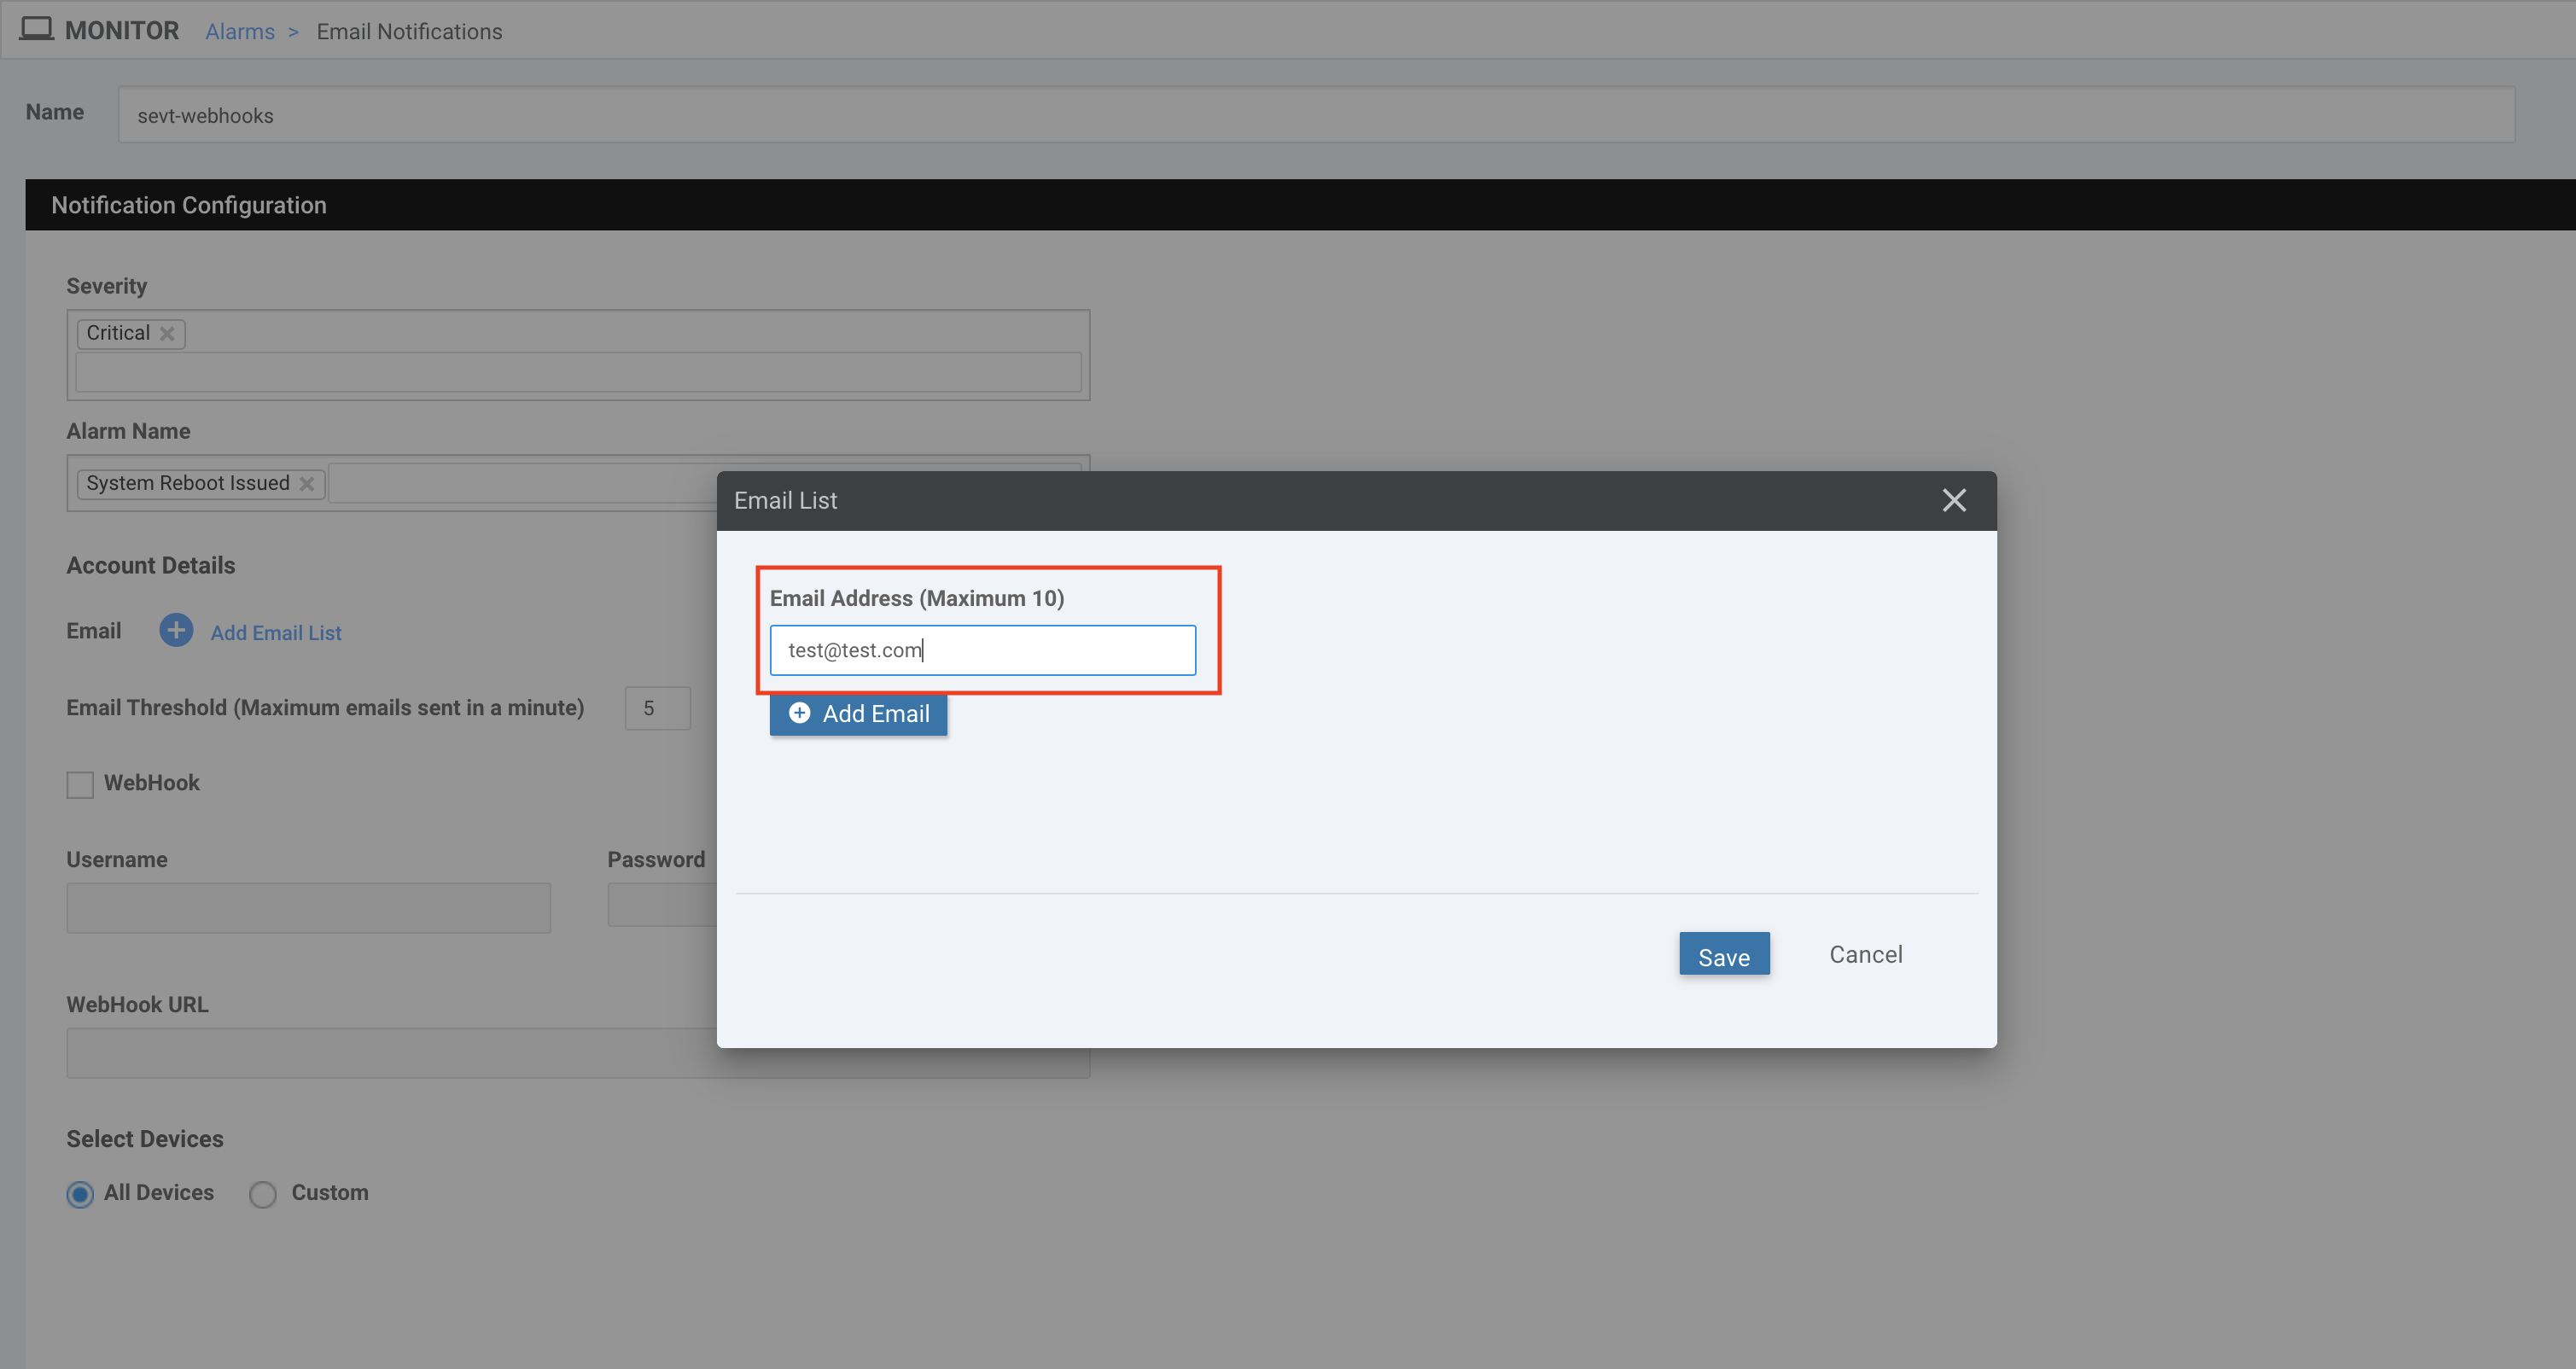 MONITOR Alarms > Email Notifications
Name sevt-webhooks
Notification Configuration
Severity
Critical
Alarm Name
System Reboot Issued
Account Details
Email Add Email List
Email Threshold (Maximum emails sent in a minute) 5
WebHook
Username Password
WebHook URL
Select Devices
All Devices Custom
Email List
Email Address (Maximum 10)
test@test.com
Add Email
Save Cancel